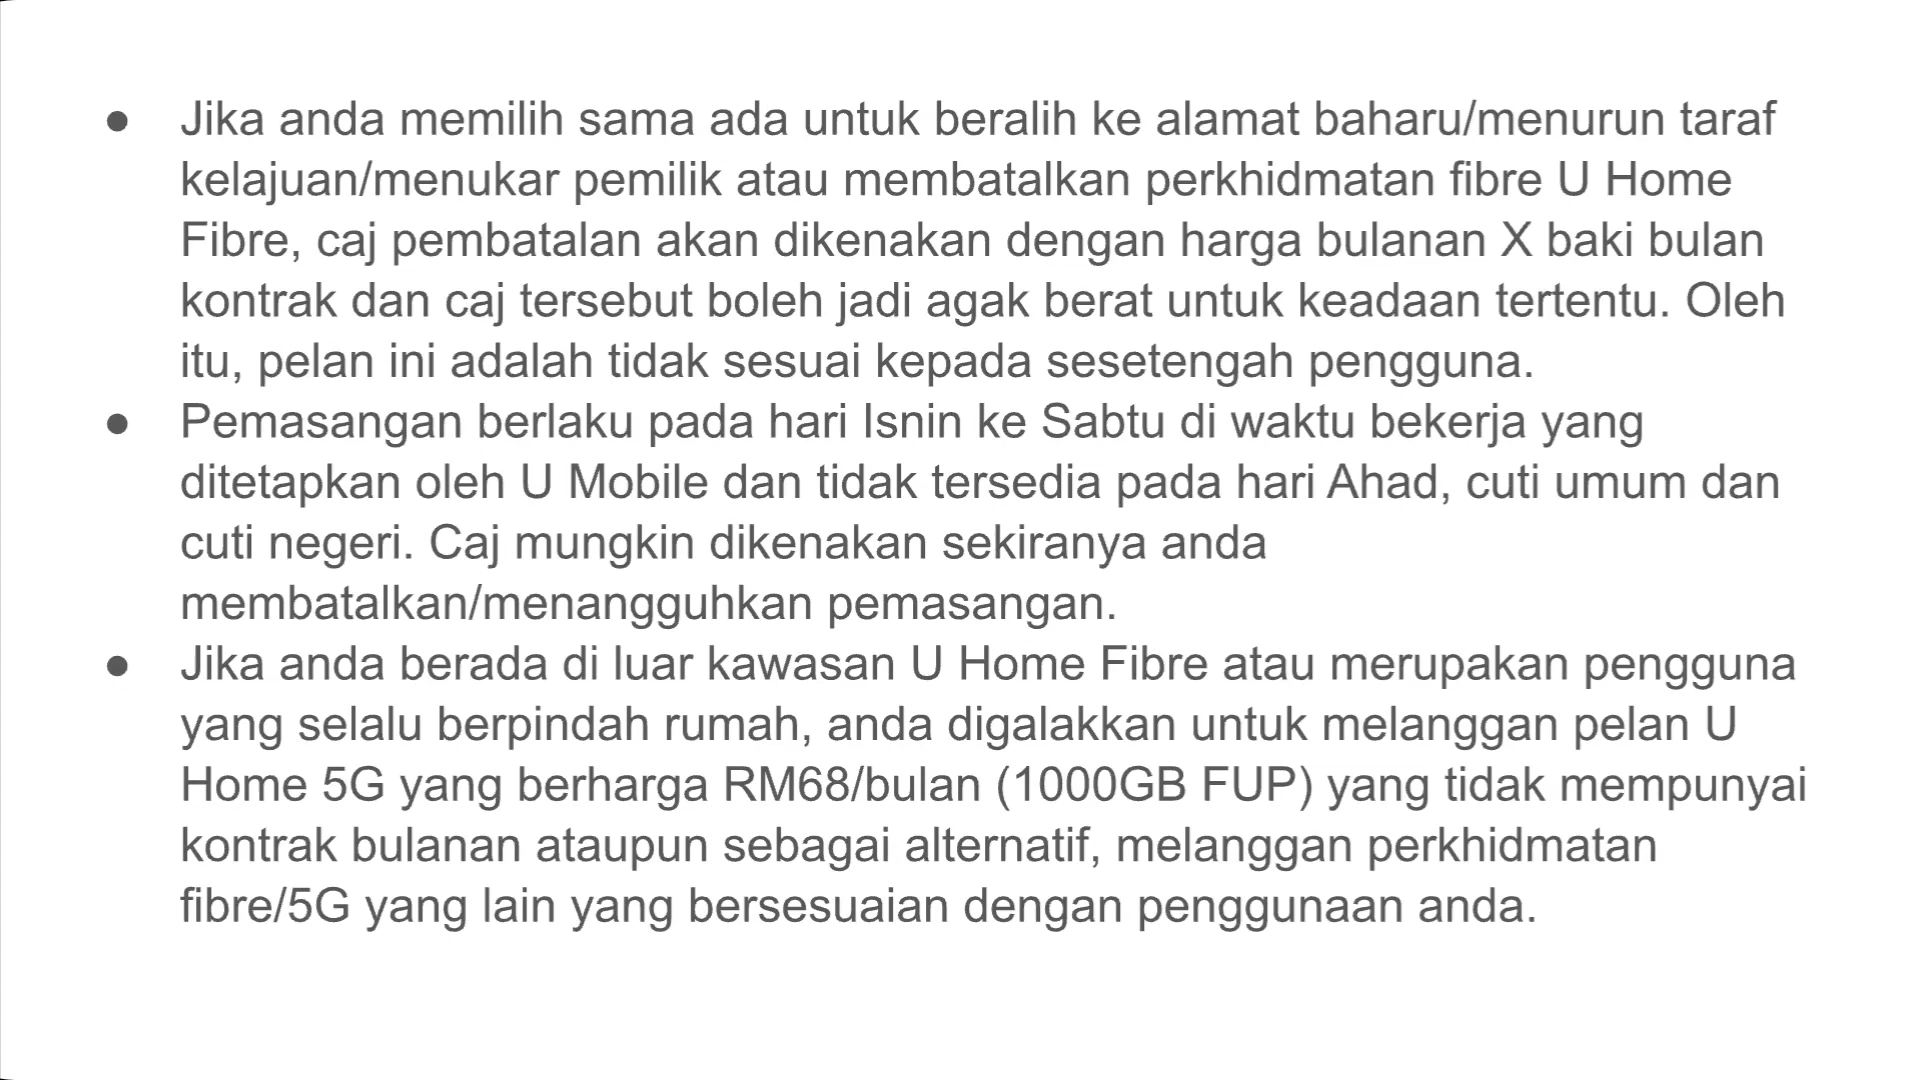 ● Jika anda memilih sama ada untuk beralih ke alamat baharu/menurun taraf
kelajuan/menukar pemilik atau membatalkan perkhidmatan fibre U Home
Fibre, caj pembatalan akan dikenakan dengan harga bulanan X baki bulan
kontrak dan caj tersebut boleh jadi agak berat untuk keadaan tertentu. Oleh
itu, pelan ini adalah tidak sesuai kepada sesetengah pengguna.
● Pemasangan berlaku pada hari Isnin ke Sabtu di waktu bekerja yang
ditetapkan oleh U Mobile dan tidak tersedia pada hari Ahad, cuti umum dan
cuti negeri. Caj mungkin dikenakan sekiranya anda
membatalkan/menangguhkan pemasangan.
● Jika anda berada di luar kawasan U Home Fibre atau merupakan pengguna
yang selalu berpindah rumah, anda digalakkan untuk melanggan pelan U
Home 5G yang berharga RM68/bulan (1000GB FUP) yang tidak mempunyai
kontrak bulanan ataupun sebagai alternatif, melanggan perkhidmatan
fibre/5G yang lain yang bersesuaian dengan penggunaan anda.